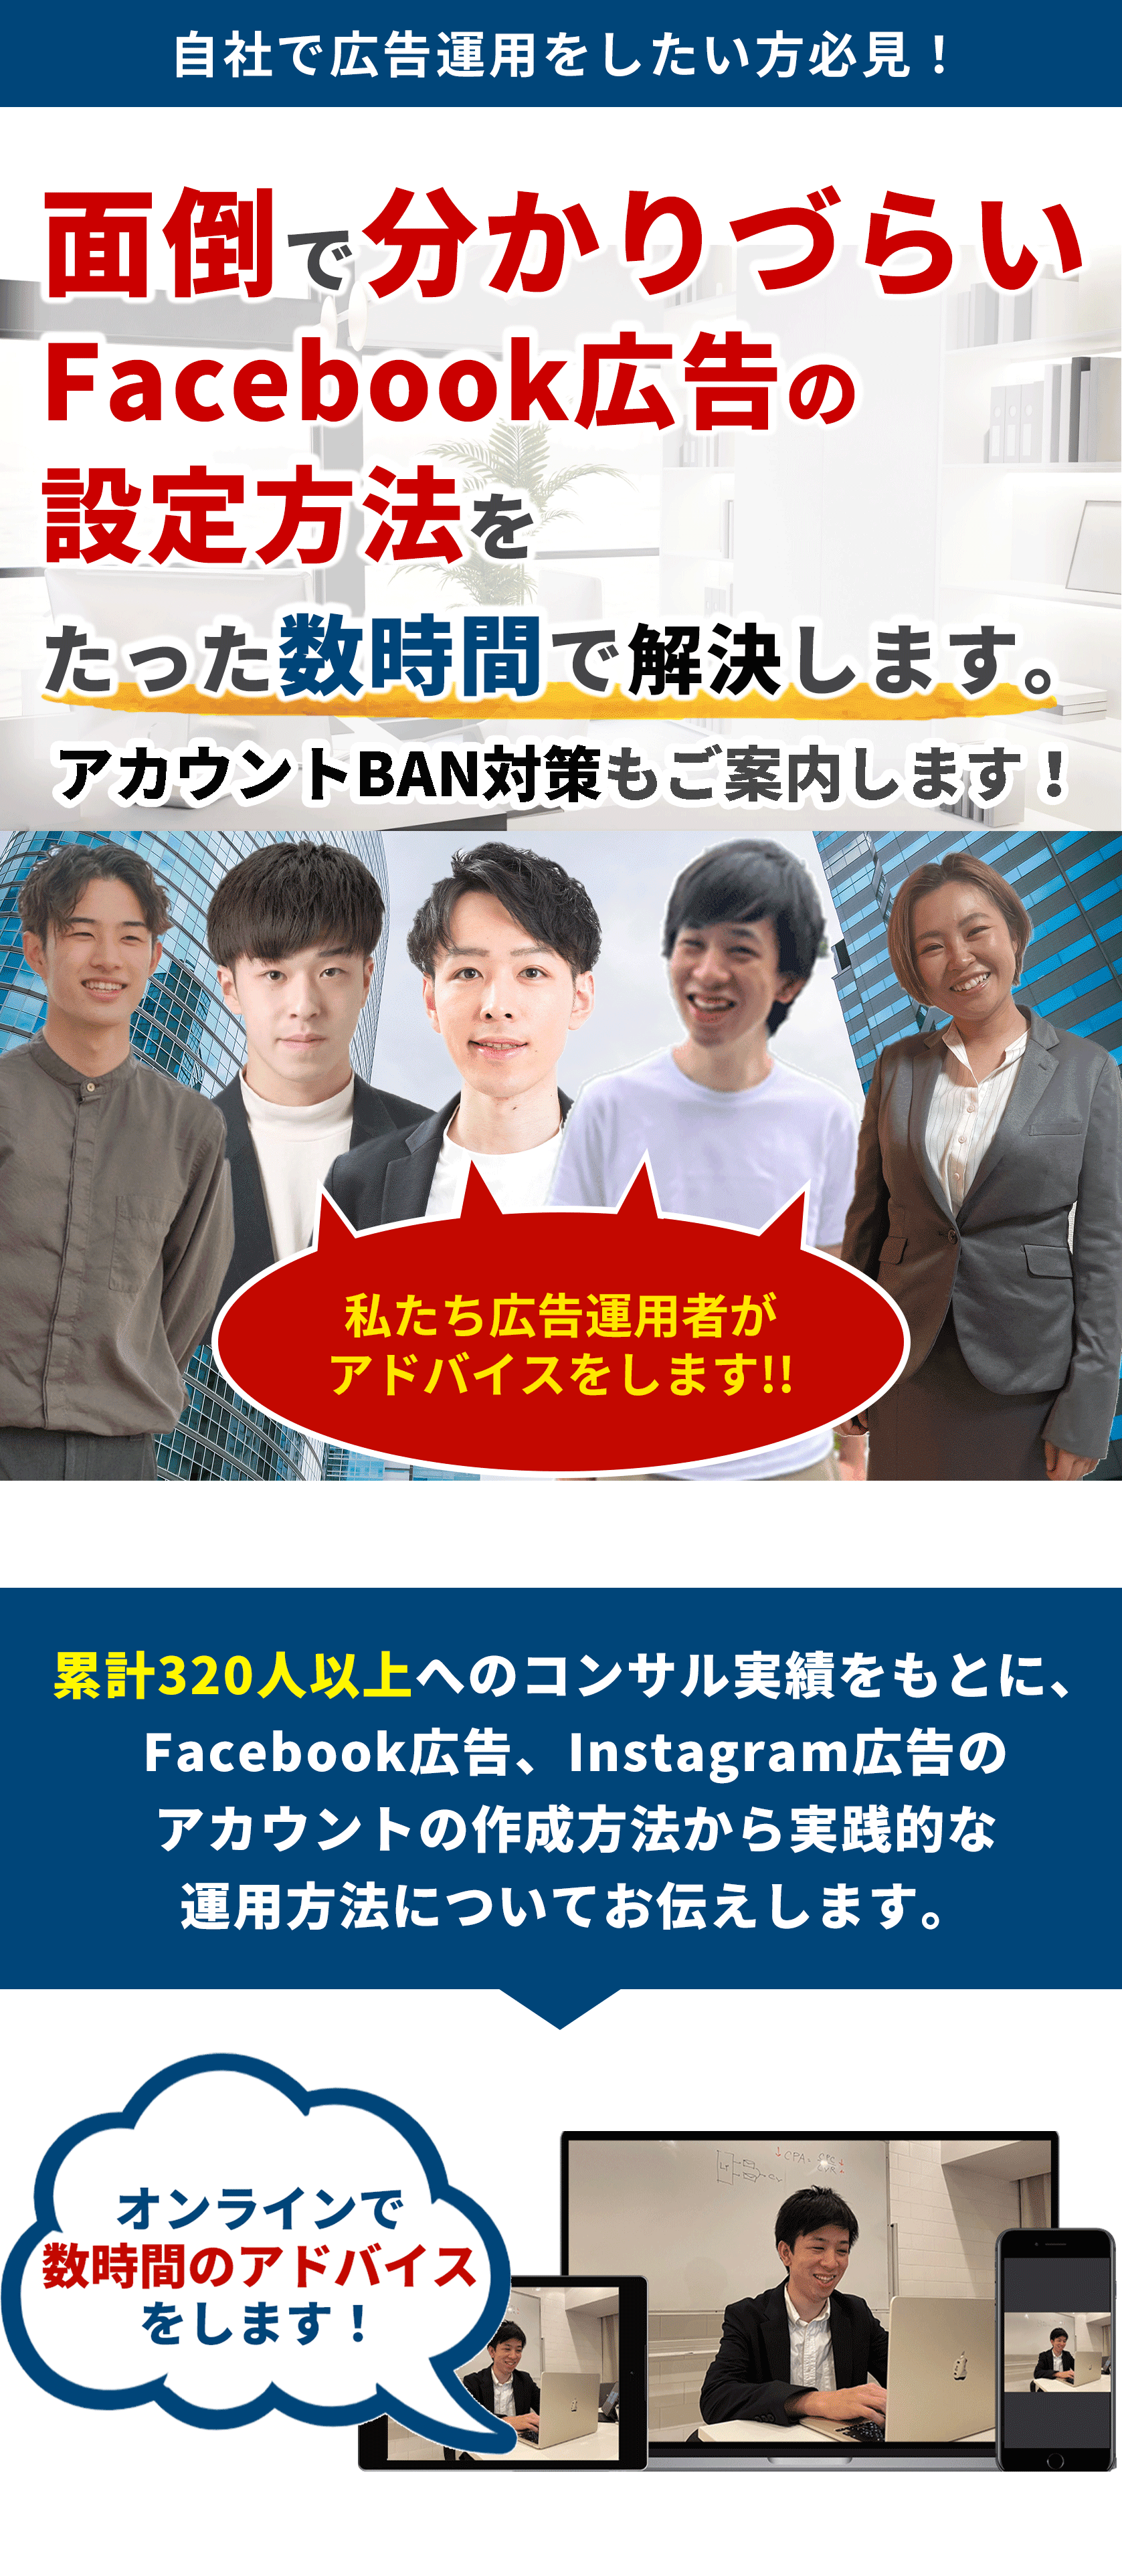 自社で広告運用をしたい方必見！
面倒で分かりづらい
Facebook広告の
設定方法を
たった数時間で解決します。
アカウントBAN対策もご案内します！
私たち広告運用者が
アドバイスをします!!
累計320人以上へのコンサル実績をもとに、
Facebook広告、Instagram広告の
アカウントの作成方法から実践的な
運用方法についてお伝えします。
オンラインで
数時間のアドバイス
をします！
CPA=CPC
CVR